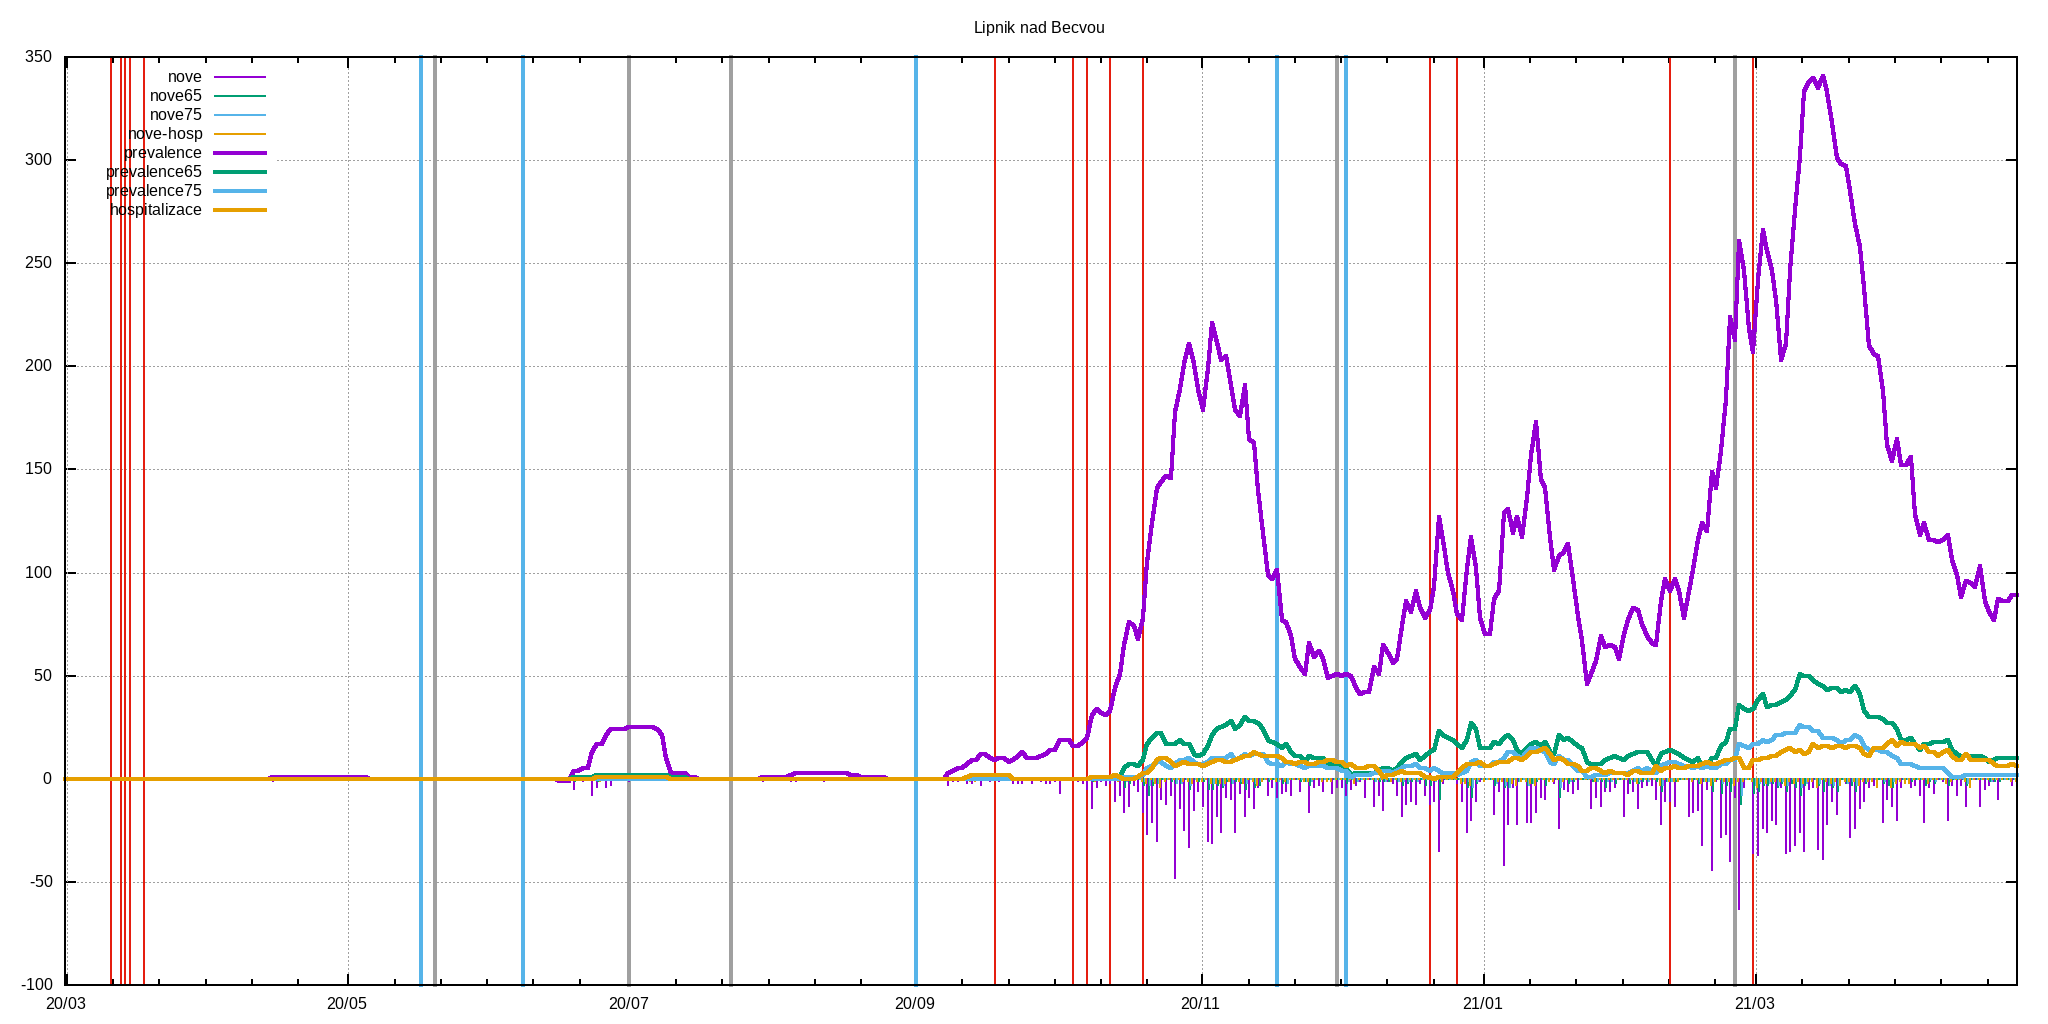 Lipnik nad Becvou
350
300
250
200
150
100
50
0
-50
-100
nove
nove65
nove75
nove-hosp
prevalence
prevalence65
prevalence75
hospitalizace
20/03
20/05
20/07
20/09
20/11
21/01
21/03